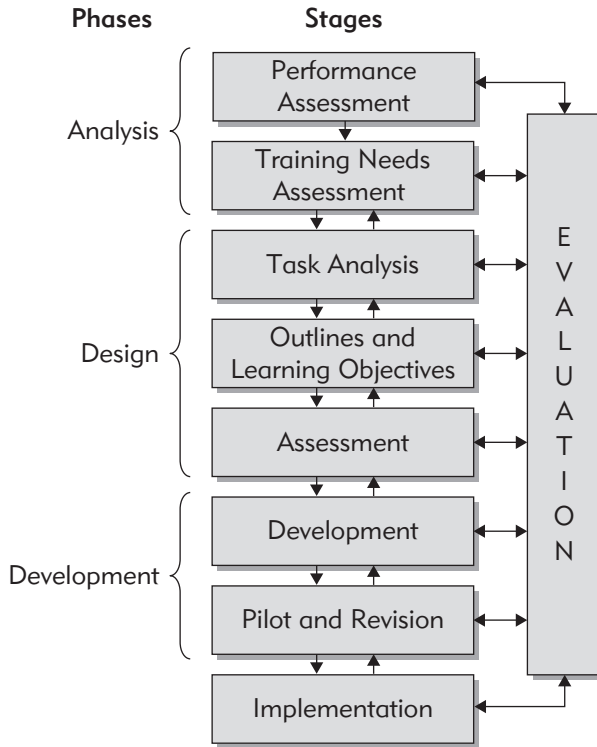 Phases Stages
Performance
Assessment
Analysis
Training Needs
Assessment
Task Analysis
Outlines and
Learning Objectives
Design
Assessment
Development
Development
Pilot and Revision
Implementation
E
V
A
L
U
A
T
I
O
N